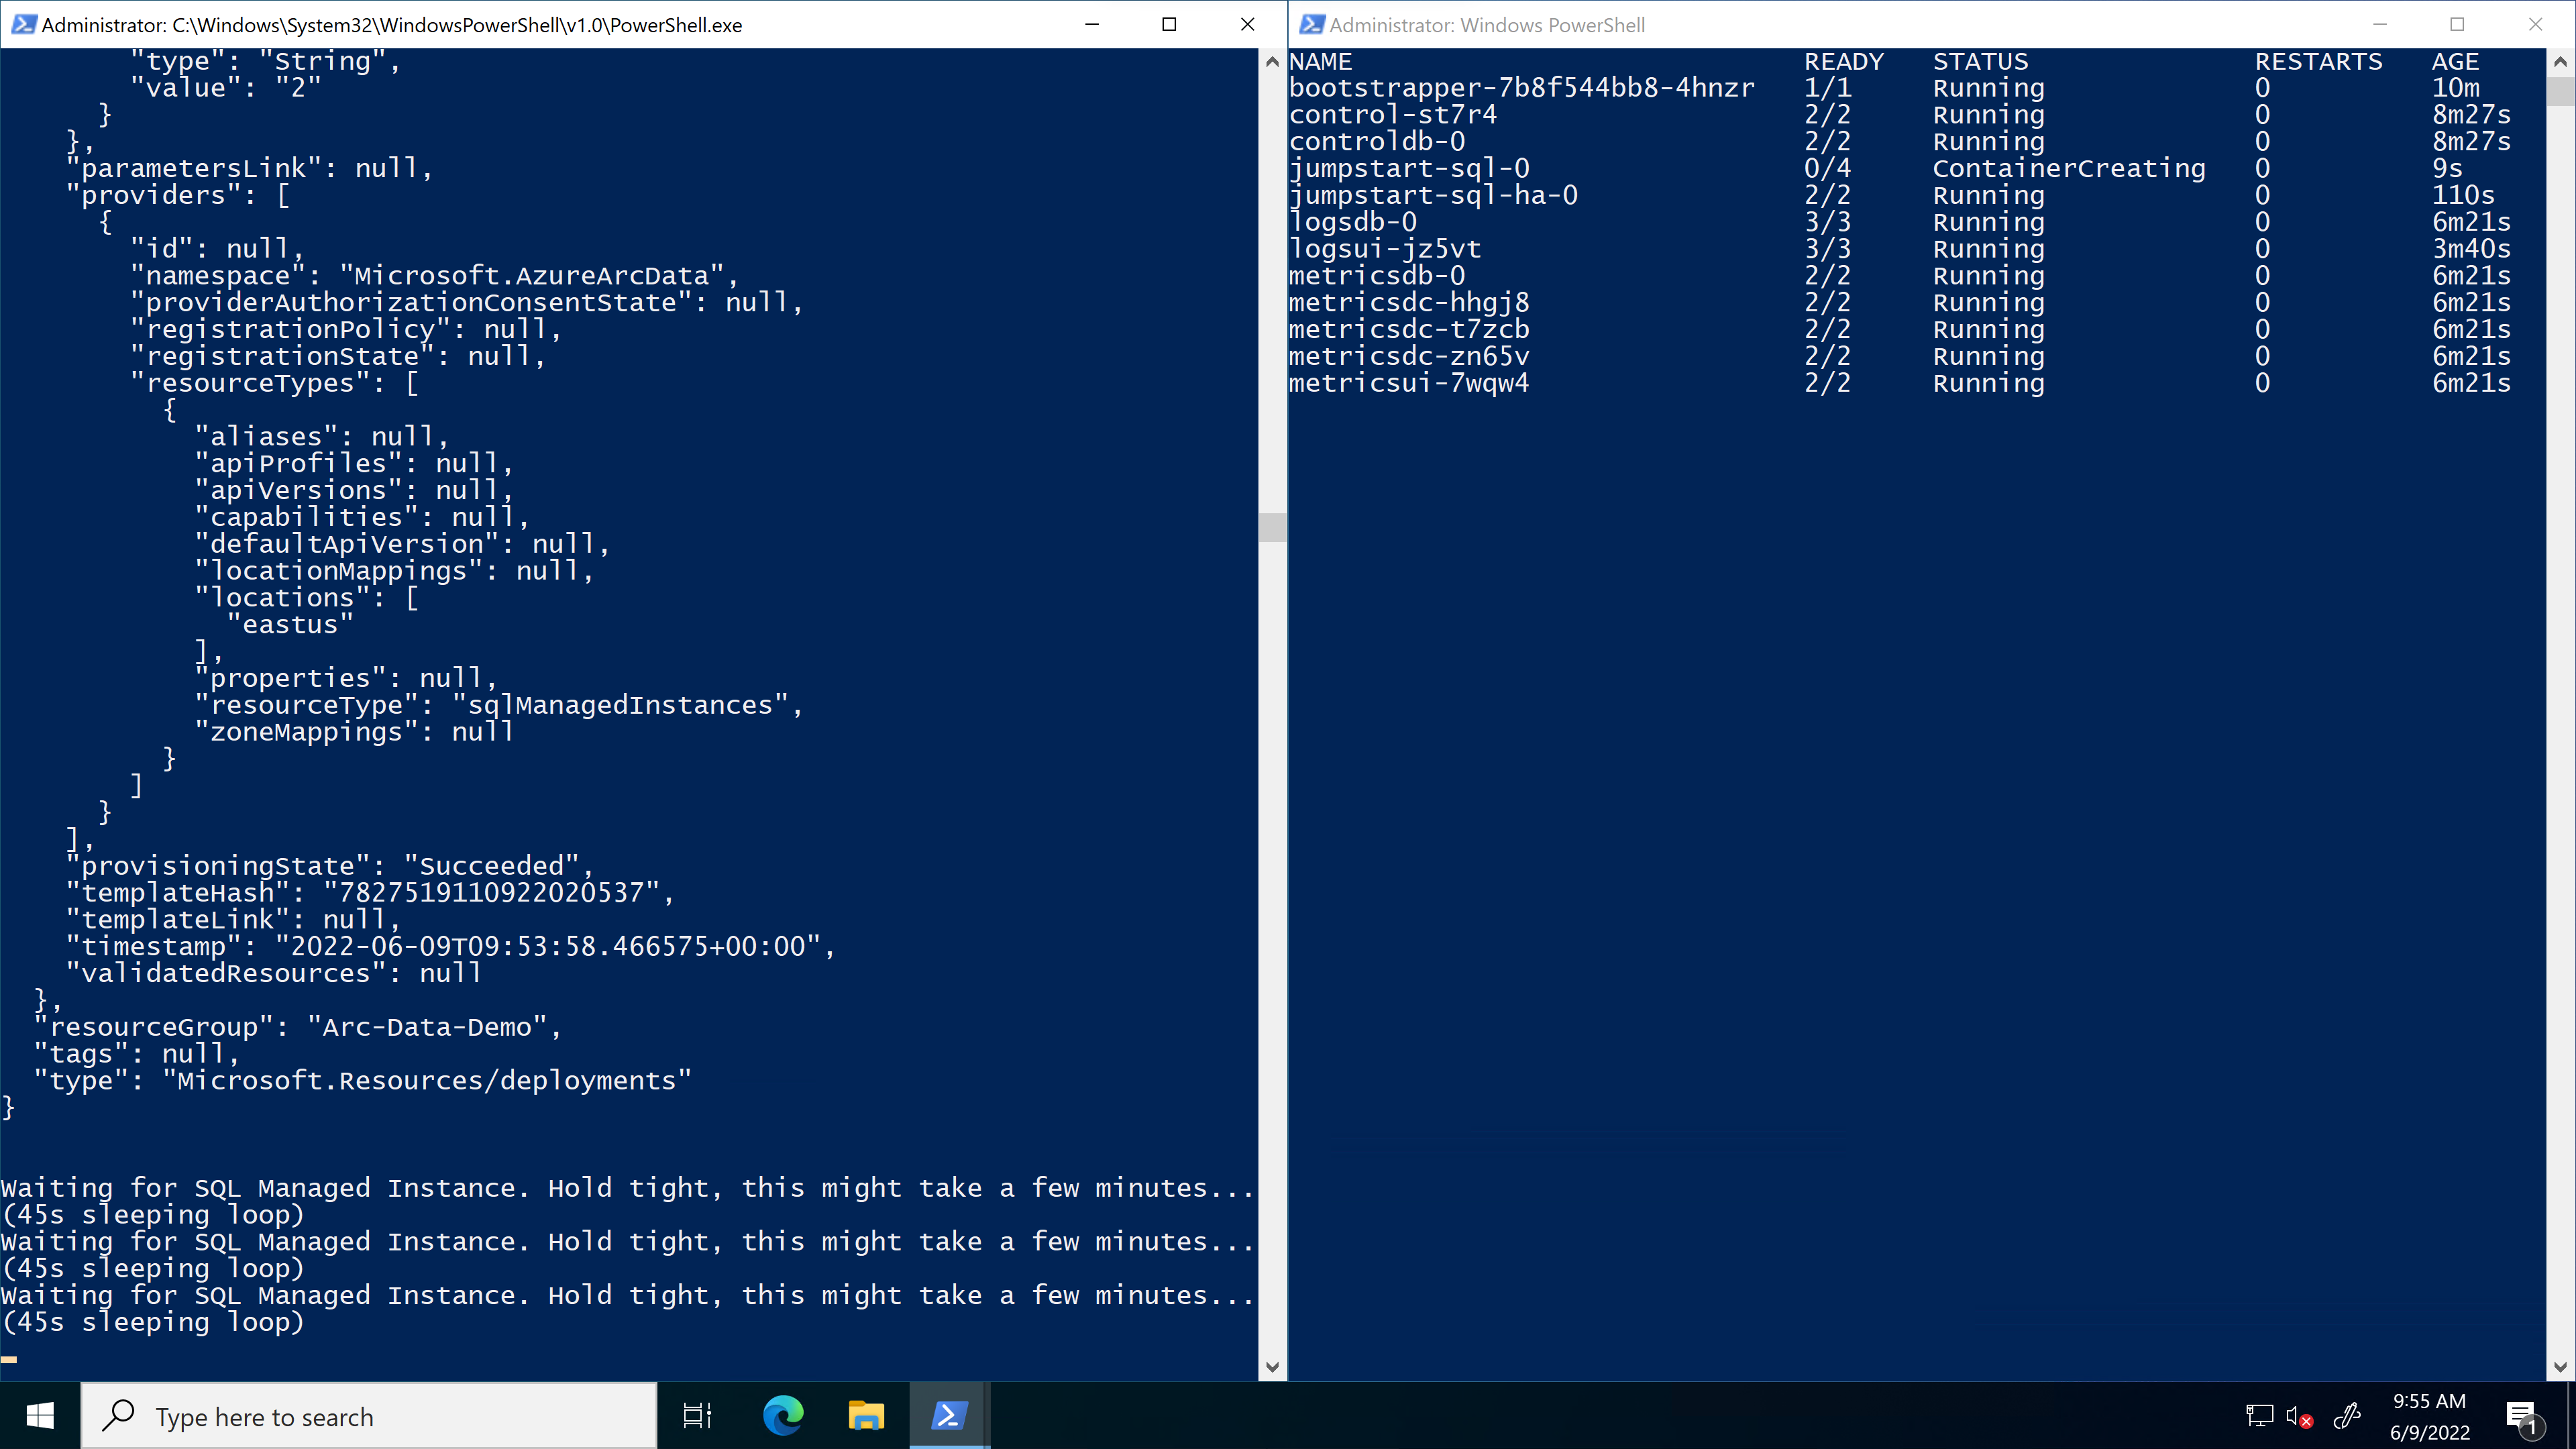 Administrator: C:\Windows\System32\WindowsPowerShell\v1.0\PowerShell.exe
"type": "String",
"value": "2"
}
},
"parametersLink": null,
"providers": [
{
"id": null,
"namespace": "Microsoft.AzureArcData",
"providerAuthorizationConsentState": null,
"registrationPolicy": null,
"registrationState": null,
"resourceTypes": [
{
"aliases": null,
"apiProfiles": null,
"apiVersions": null,
"capabilities": null,
"defaultApiVersion": null,
"locationMappings": null,
"locations": [
"eastus"
],
"properties": null,
"resourceType": "sqlManagedInstances",
"zoneMappings": null
}
]
}
],
"provisioningState": "Succeeded",
"templateHash": "7827519110922020537",
"templateLink": null,
"timestamp": "2022-06-09T09:53:58.466575+00:00",
"validatedResources": null
},
"resourceGroup": "Arc-Data-Demo",
"tags": null,
"type": "Microsoft.Resources/deployments"
}
Waiting for SQL Managed Instance. Hold tight, this might take a few minutes...
(45s sleeping loop)
Waiting for SQL Managed Instance. Hold tight, this might take a few minutes...
(45s sleeping loop)
Waiting for SQL Managed Instance. Hold tight, this might take a few minutes...
(45s sleeping loop)
Administrator: Windows PowerShell
NAME READY STATUS RESTARTS AGE
bootstrapper-7b8f544bb8-4hnzr 1/1 Running 0 10m
control-st7r4 2/2 Running 0 8m27s
controldb-0 2/2 Running 0 8m27s
jumpstart-sql-0 0/4 ContainerCreating 0 9s
jumpstart-sql-ha-0 2/2 Running 0 110s
logsdb-0 3/3 Running 0 6m21s
logsui-jz5vt 3/3 Running 0 3m40s
metricsdb-0 2/2 Running 0 6m21s
metricsdc-hhgj8 2/2 Running 0 6m21s
metricsdc-t7zcb 2/2 Running 0 6m21s
metricsdc-zn65v 2/2 Running 0 6m21s
metricsui-7wqw4 2/2 Running 0 6m21s
Type here to search
9:55 AM
6/9/2022
1